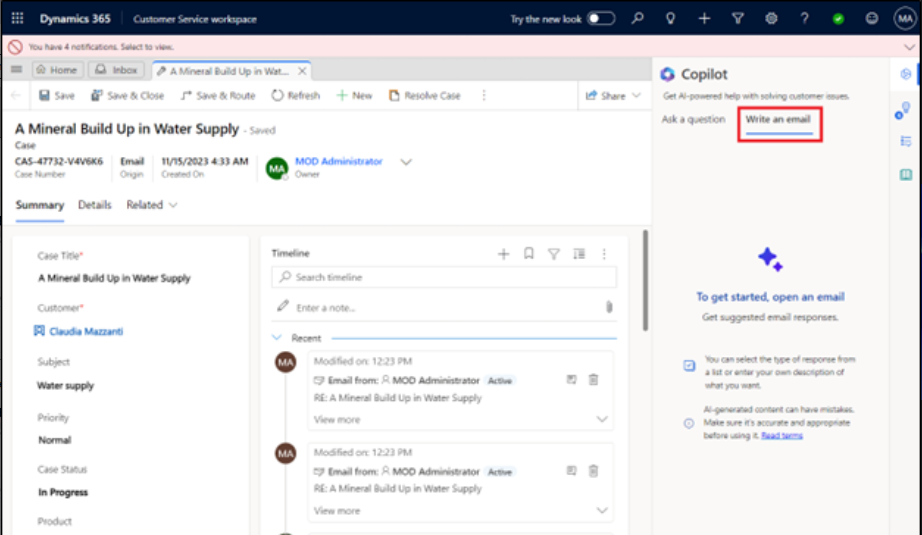 Dynamics 365 Customer Service workspace Try the new look MA
You have 4 notifications. Select to view.
Home Inbox A Mineral Build Up in Wat...
Save Save & Close Save & Route Refresh New Resolve Case Share
A Mineral Build Up in Water Supply - Saved
Case
CAS-47732-V4V6K6 Email 11/15/2023 4:33 AM MA MOD Administrator
Case Number Origin Created On Owner
Summary Details Related
Case Title*
A Mineral Build Up in Water Supply
Customer*
Claudia Mazzanti
Subject
Water supply
Priority
Normal
Case Status
In Progress
Product
Timeline
Search timeline
Enter a note...
Recent
MA
Modified on: 12:23 PM
Email from: MOD Administrator Active
RE: A Mineral Build Up in Water Supply
View more
MA
Modified on: 12:23 PM
Email from: MOD Administrator Active
RE: A Mineral Build Up in Water Supply
View more
Copilot
Get AI-powered help with solving customer issues.
Ask a question Write an email
To get started, open an email
Get suggested email responses.
You can select the type of response from
a list or enter your own description of
what you want.
AI-generated content can have mistakes.
Make sure it's accurate and appropriate
before using it. Read terms